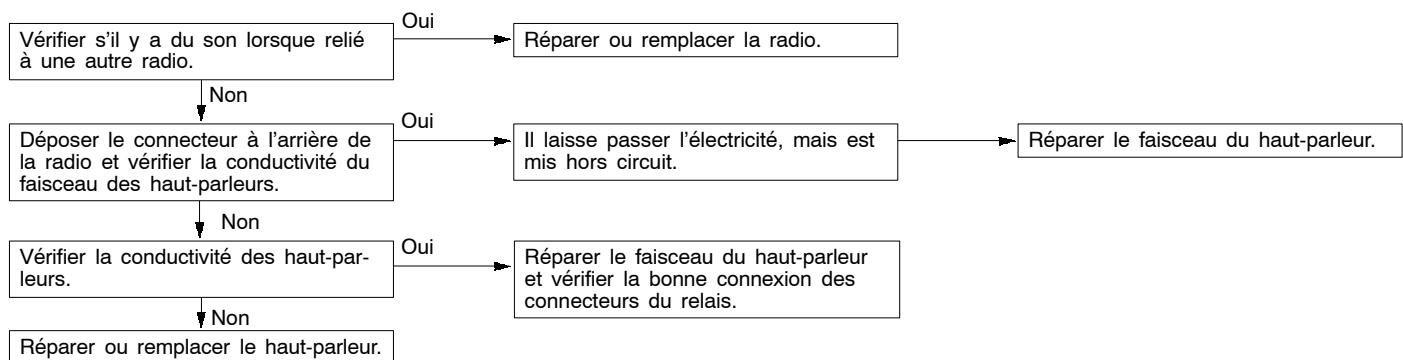 Vérifier s'il y a du son lorsque relié
à une autre radio.
Oui
Réparer ou remplacer la radio.
Non
Déposer le connecteur à l'arrière de
la radio et vérifier la conductivité du
faisceau des haut-parleurs.
Oui
Il laisse passer l'électricité, mais est
mis hors circuit.
Réparer le faisceau du haut-parleur.
Non
Vérifier la conductivité des haut-par-
leurs.
Oui
Réparer le faisceau du haut-parleur
et vérifier la bonne connexion des
connecteurs du relais.
Non
Réparer ou remplacer le haut-parleur.